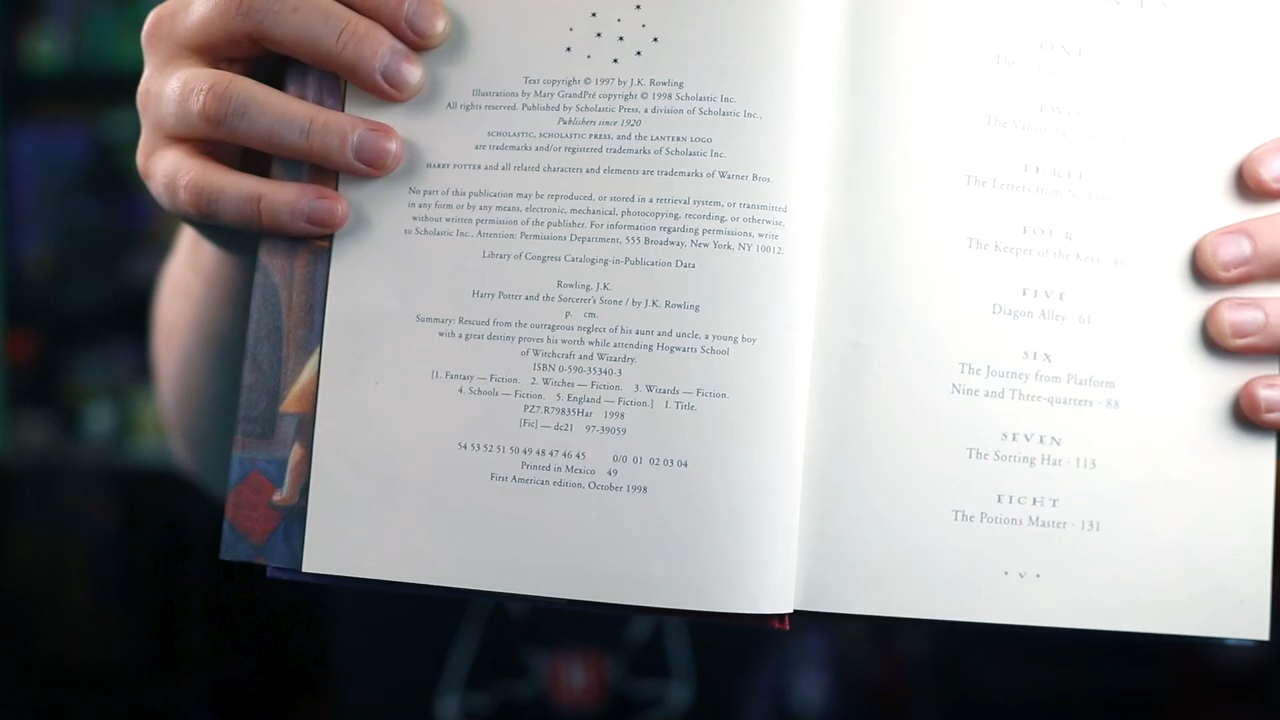 Text copyright © 1997 by J.K. Rowling
Illustrations by Mary GrandPré copyright © 1998 Scholastic Inc.
All rights reserved. Published by Scholastic Press, a division of Scholastic Inc.,
Publishers since 1920
SCHOLASTIC, SCHOLASTIC PRESS, and the LANTERN LOGO
are trademarks and/or registered trademarks of Scholastic Inc.
HARRY POTTER and all related characters and elements are trademarks of Warner Bros.
No part of this publication may be reproduced, or stored in a retrieval system, or transmitted
in any form or by any means, electronic, mechanical, photocopying, recording, or otherwise,
without written permission of the publisher. For information regarding permissions, write
to Scholastic Inc., Attention: Permissions Department, 555 Broadway, New York, NY 10012.
Library of Congress Cataloging-in-Publication Data
Rowling, J.K.
Harry Potter and the Sorcerer's Stone / by J.K. Rowling
p. cm.
Summary: Rescued from the outrageous neglect of his aunt and uncle, a young boy
with a great destiny proves his worth while attending Hogwarts School
of Witchcraft and Wizardry.
ISBN 0-590-35340-3
[1. Fantasy — Fiction. 2. Witches — Fiction. 3. Wizards — Fiction.
4. Schools — Fiction. 5. England — Fiction.] 1. Title.
PZ7.R79835Har 1998
[Fic] — dc21 97-39059
54 53 52 51 50 49 48 47 46 45 0/0 01 02 03 04
Printed in Mexico 49
First American edition, October 1998
ONE
The
TWO
The Vanishing
THREE
The Letters from
FOUR
The Keeper of the Keys · 46
FIVE
Diagon Alley · 61
SIX
The Journey from Platform
Nine and Three-quarters · 88
SEVEN
The Sorting Hat · 113
EIGHT
The Potions Master · 131
· v ·